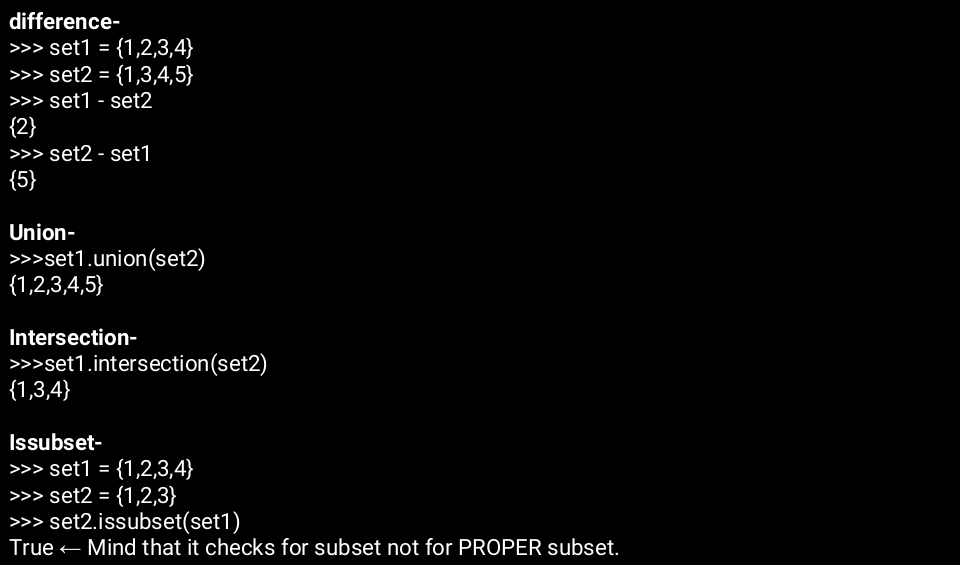 difference-
>>> set1 = {1,2,3,4}
>>> set2 = {1,3,4,5}
>>> set1 - set2
{2}
>>> set2 - set1
{5}
Union-
>>>set1.union(set2)
{1,2,3,4,5}
Intersection-
>>>set1.intersection(set2)
{1,3,4}
Issubset-
>>> set1 = {1,2,3,4}
>>> set2 = {1,2,3}
>>> set2.issubset(set1)
True ← Mind that it checks for subset not for PROPER subset.